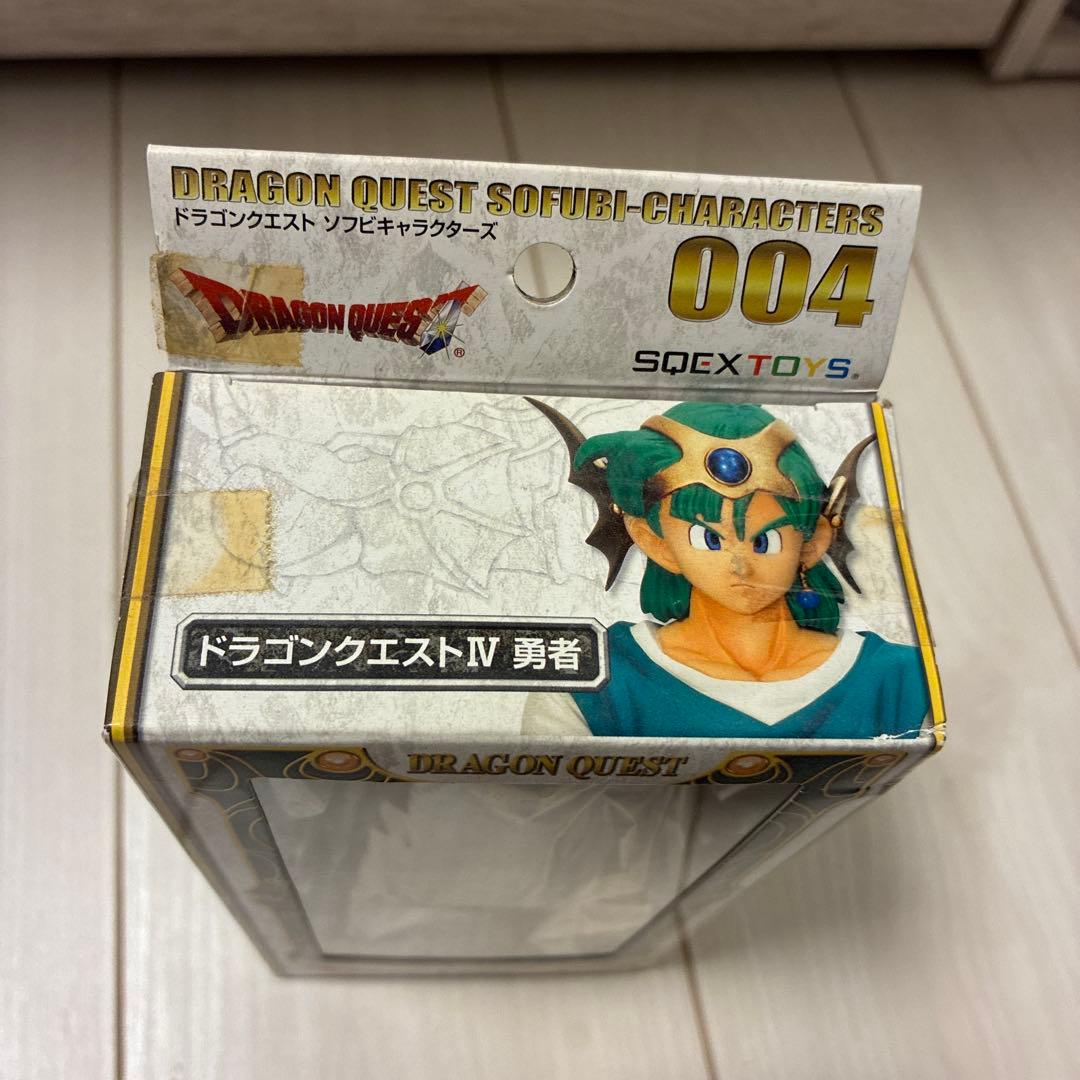 DRAGON QUEST SOFUBI-CHARACTERS
ドラゴンクエスト ソフビキャラクターズ
004
DRAGON QUEST®
SQEX TOYS®
ドラゴンクエストIV 勇者
DRAGON QUEST